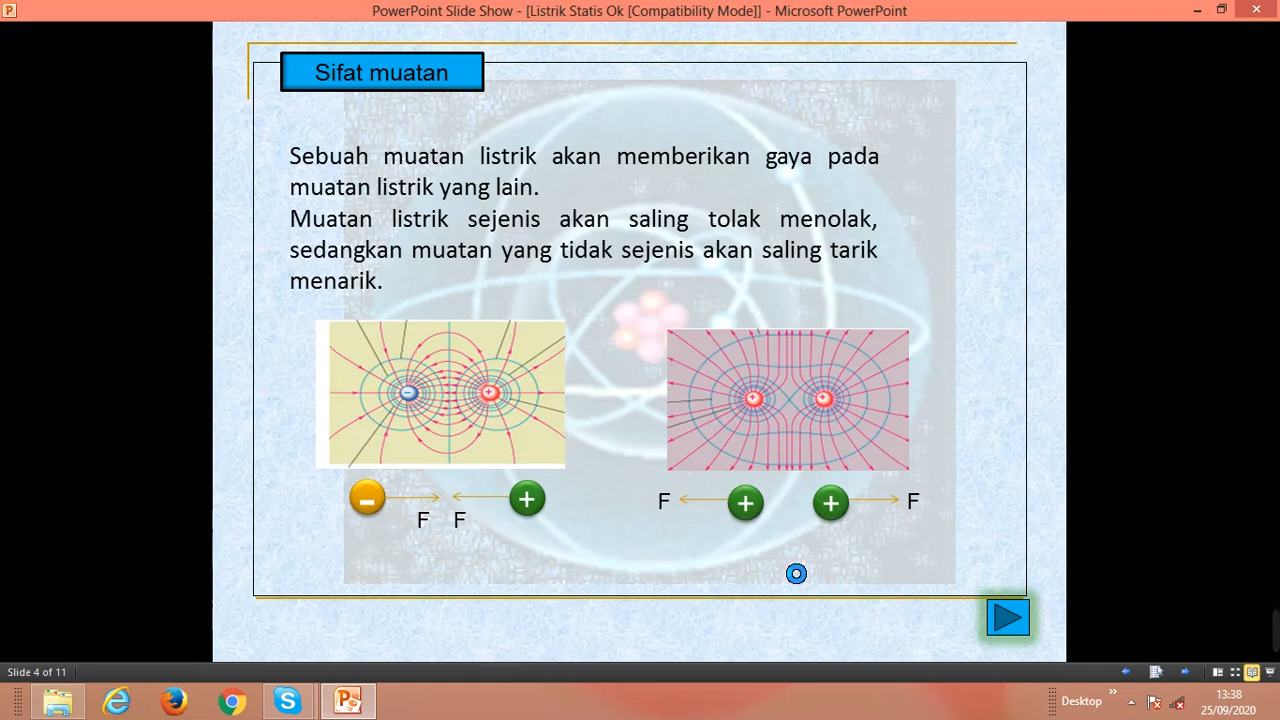 PowerPoint Slide Show - [Listrik Statis Ok [Compatibility Mode]] - Microsoft PowerPoint
Sifat muatan
Sebuah muatan listrik akan memberikan gaya pada
muatan listrik yang lain.
Muatan listrik sejenis akan saling tolak menolak,
sedangkan muatan yang tidak sejenis akan saling tarik
menarik.
- +
+ +
- +
F F
F + + F
Slide 4 of 11
Desktop
13:38
25/09/2020